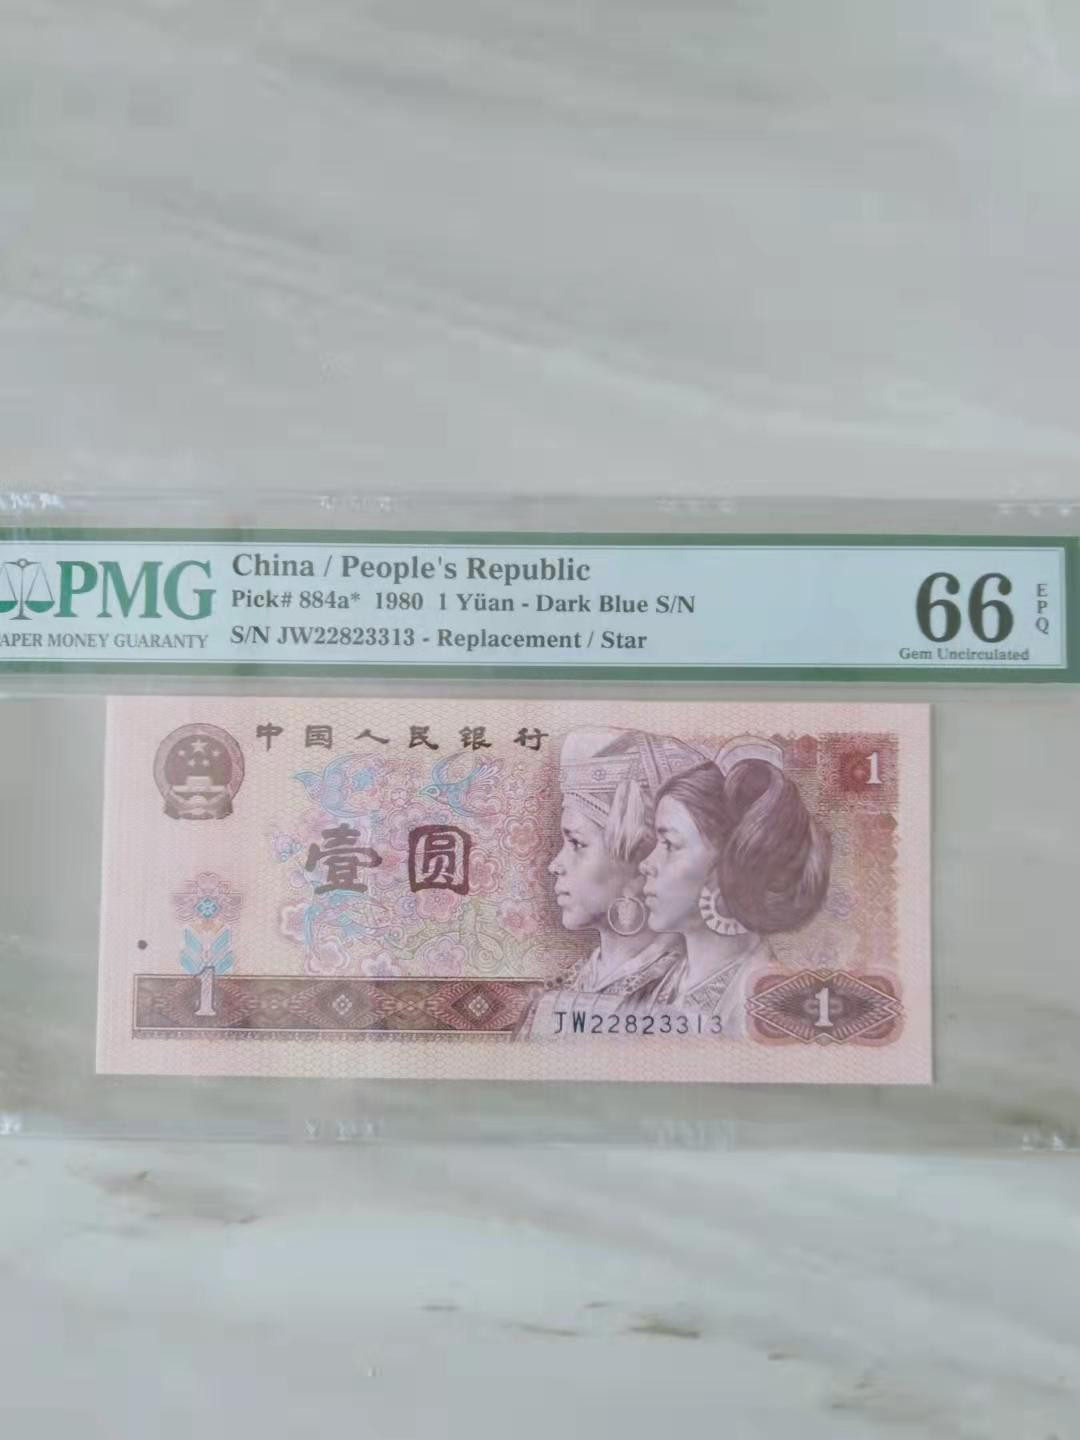 PMG
PAPER MONEY GUARANTY
China / People's Republic
Pick# 884a* 1980 1 Yüan - Dark Blue S/N
S/N JW22823313 - Replacement / Star
66
EPQ
Gem Uncirculated
中国人民银行
1
壹圆
1
JW22823313
1